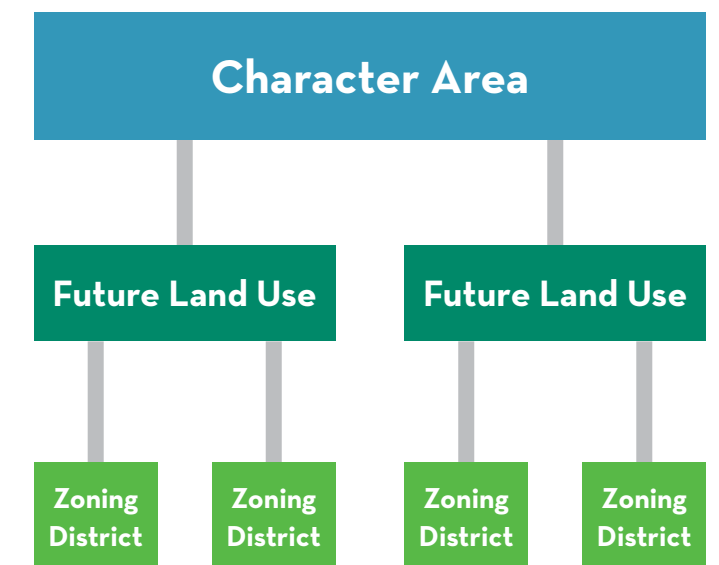 Character Area
Future Land Use
Future Land Use
Zoning
District
Zoning
District
Zoning
District
Zoning
District